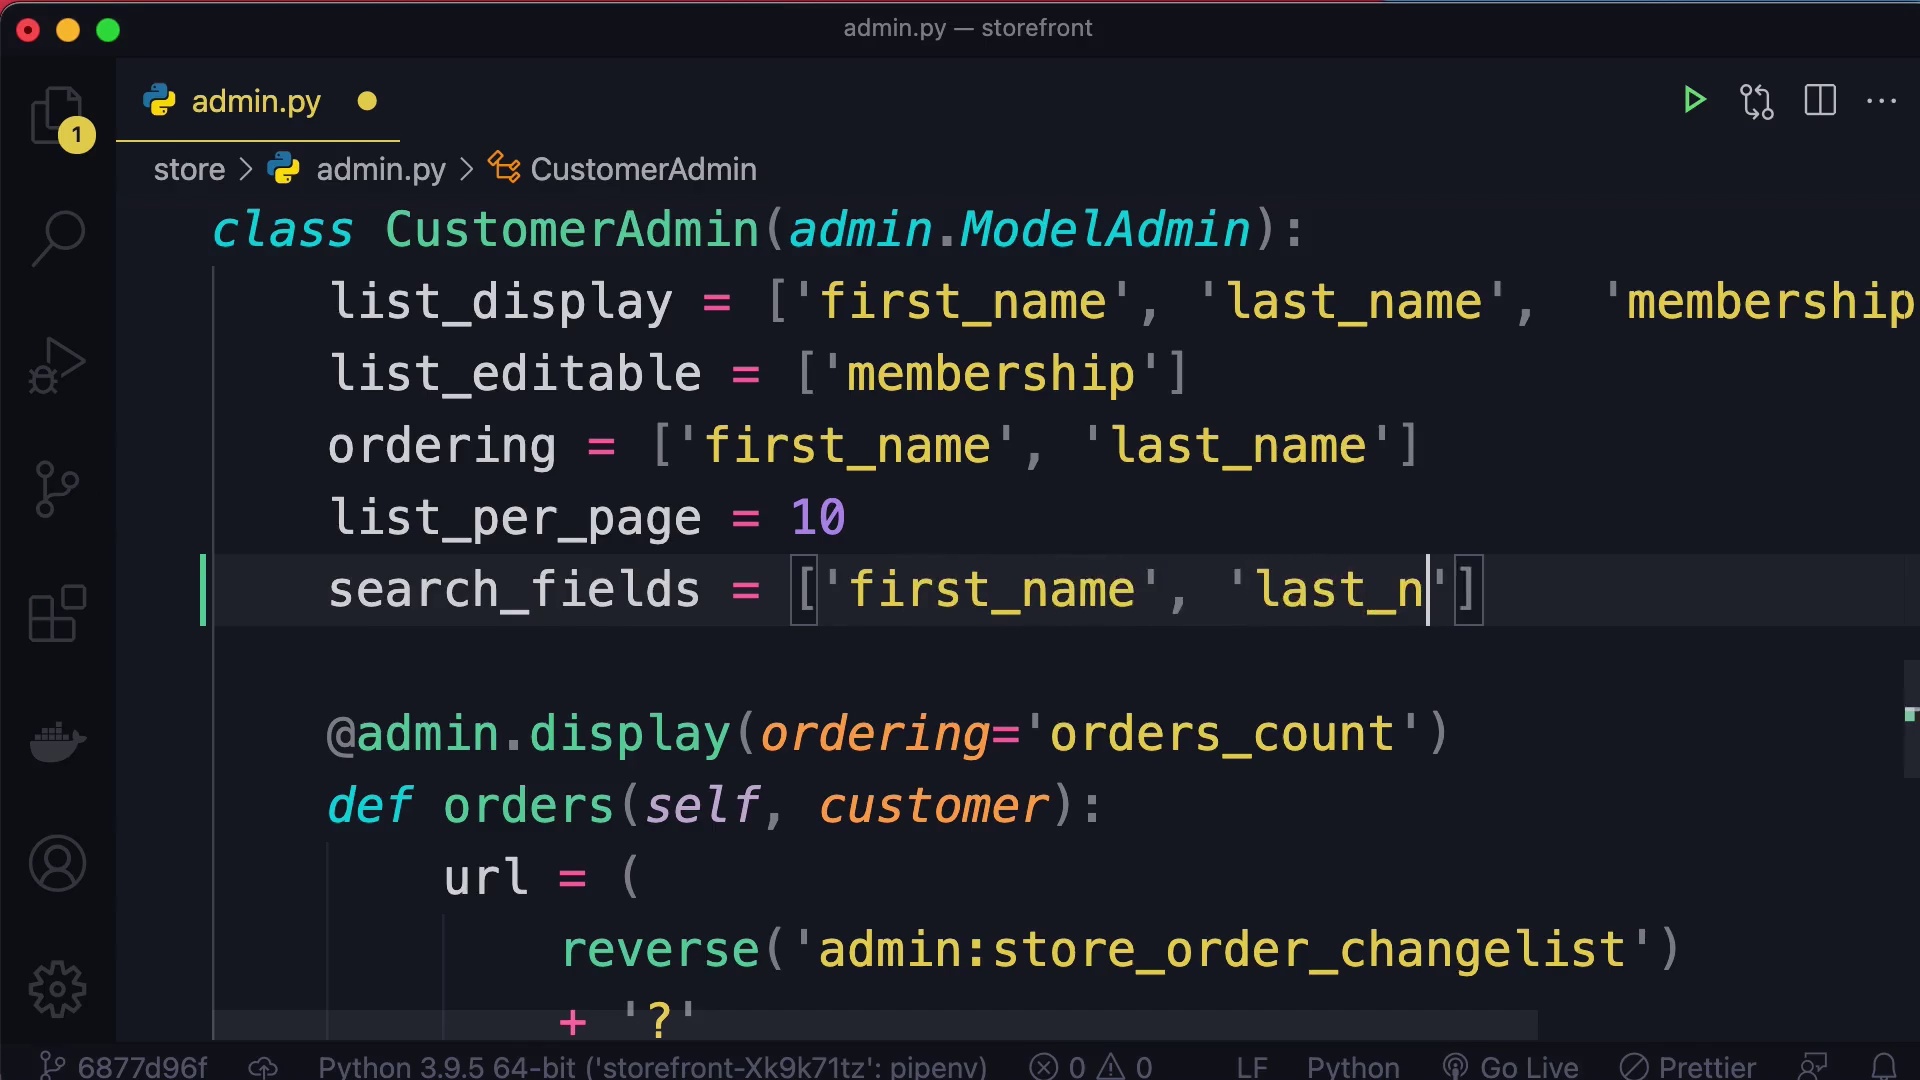 admin.py — storefront
admin.py
1
store > admin.py > CustomerAdmin
class CustomerAdmin(admin.ModelAdmin):
list_display = ['first_name', 'last_name',  'membership
list_editable = ['membership']
ordering = ['first_name', 'last_name']
list_per_page = 10
search_fields = ['first_name', 'last_n']
@admin.display(ordering='orders_count')
def orders(self, customer):
url = (
reverse('admin:store_order_changelist')
+ '?'
6877d96f Python 3.9.5 64-bit ('storefront-Xk9k71tz': pipenv) 0 0 LF Python Go Live Prettier